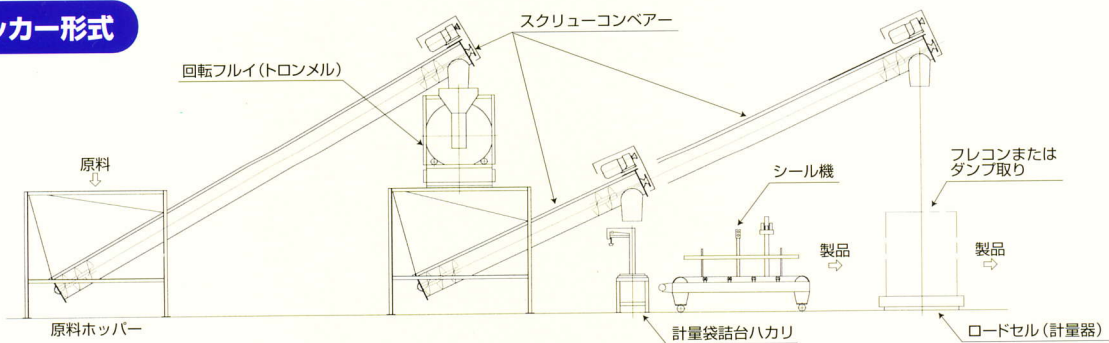 ッカー形式
スクリューコンベアー
回転フルイ(トロンメル)
原料
フレコンまたは
ダンプ取り
シール機
製品
製品
原料ホッパー
計量袋詰台ハカリ
ロードセル(計量器)